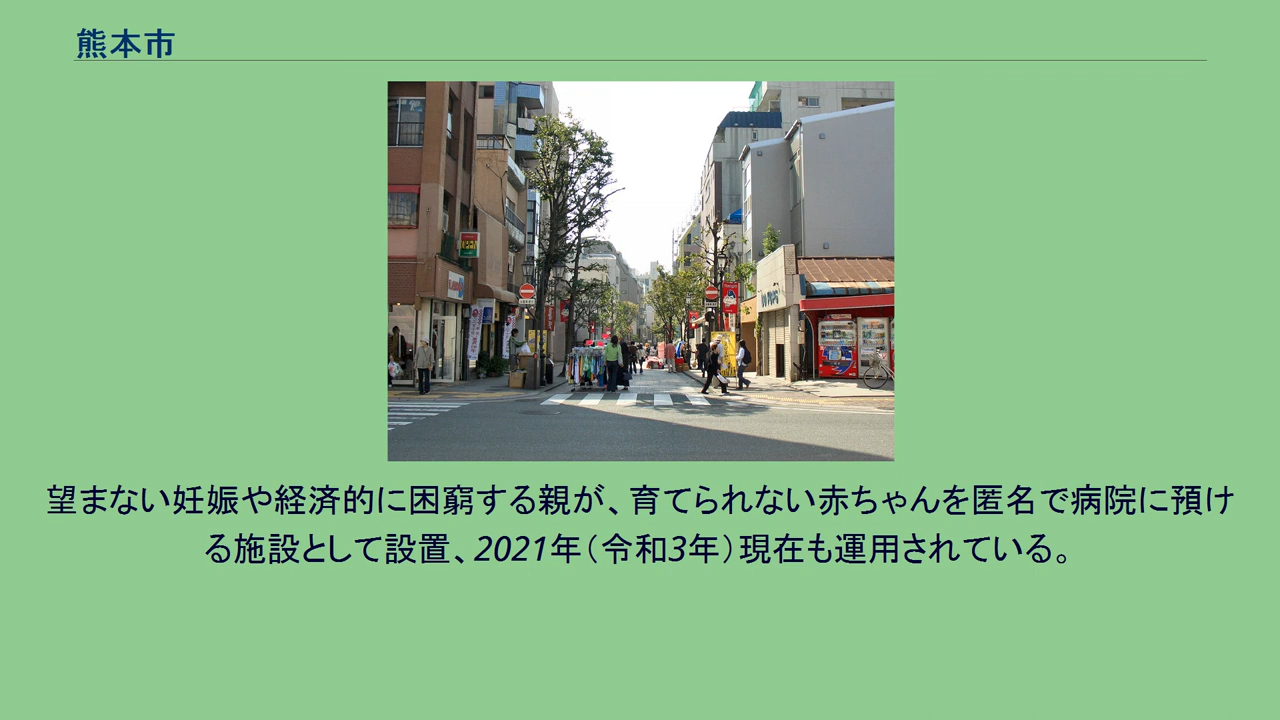 熊本市
望まない妊娠や経済的に困窮する親が、育てられない赤ちゃんを匿名で病院に預け
る施設として設置、2021年（令和3年）現在も運用されている。